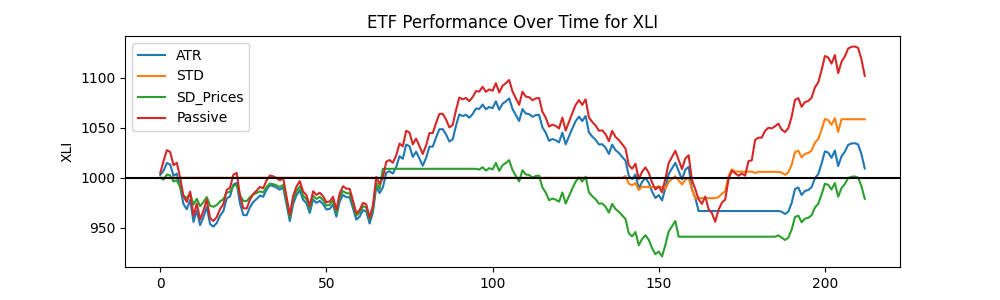 ETF Performance Over Time for XLI
ATR
STD
SD_Prices
Passive
XLI
1100
1050
1000
950
0 50 100 150 200